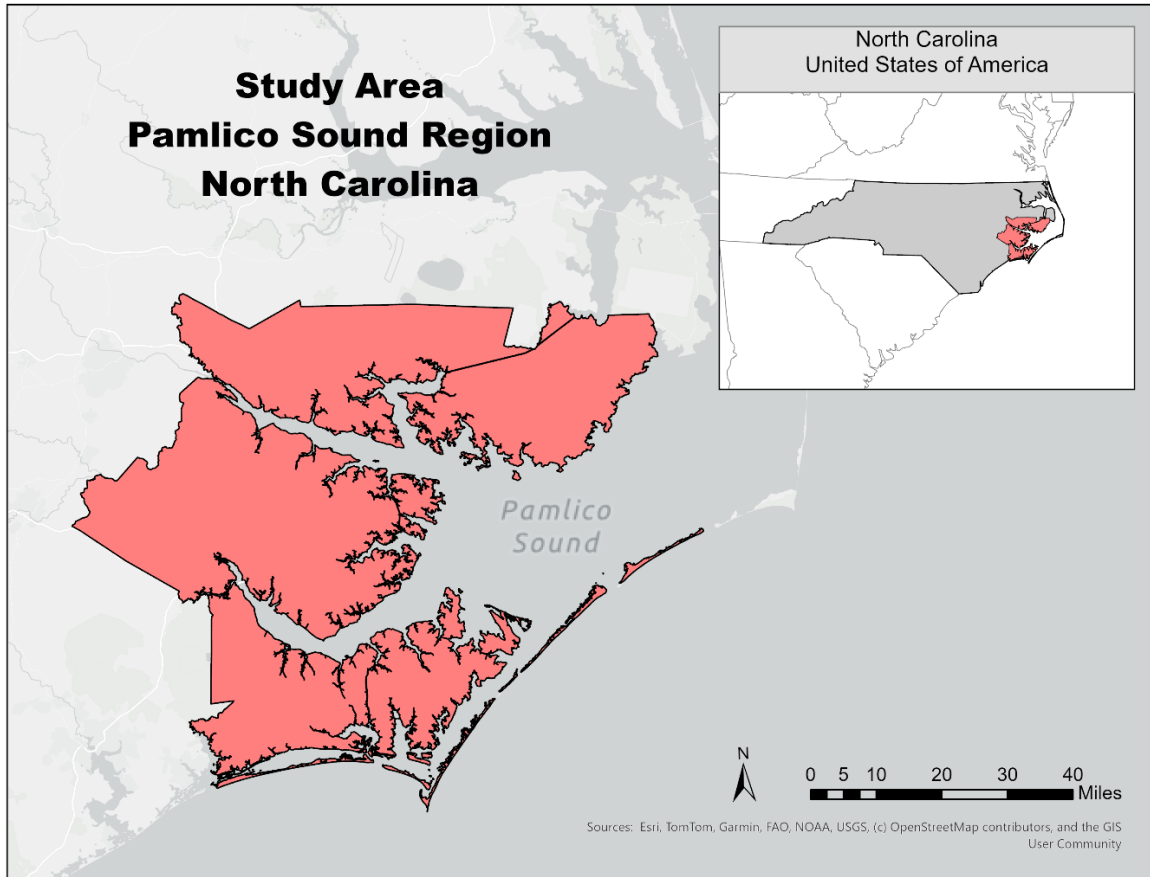 Study Area
Pamlico Sound Region
North Carolina
North Carolina
United States of America
Pamlico
Sound
N
0 5 10 20 30 40
Miles
Sources: Esri, TomTom, Garmin, FAO, NOAA, USGS, (c) OpenStreetMap contributors, and the GIS
User Community